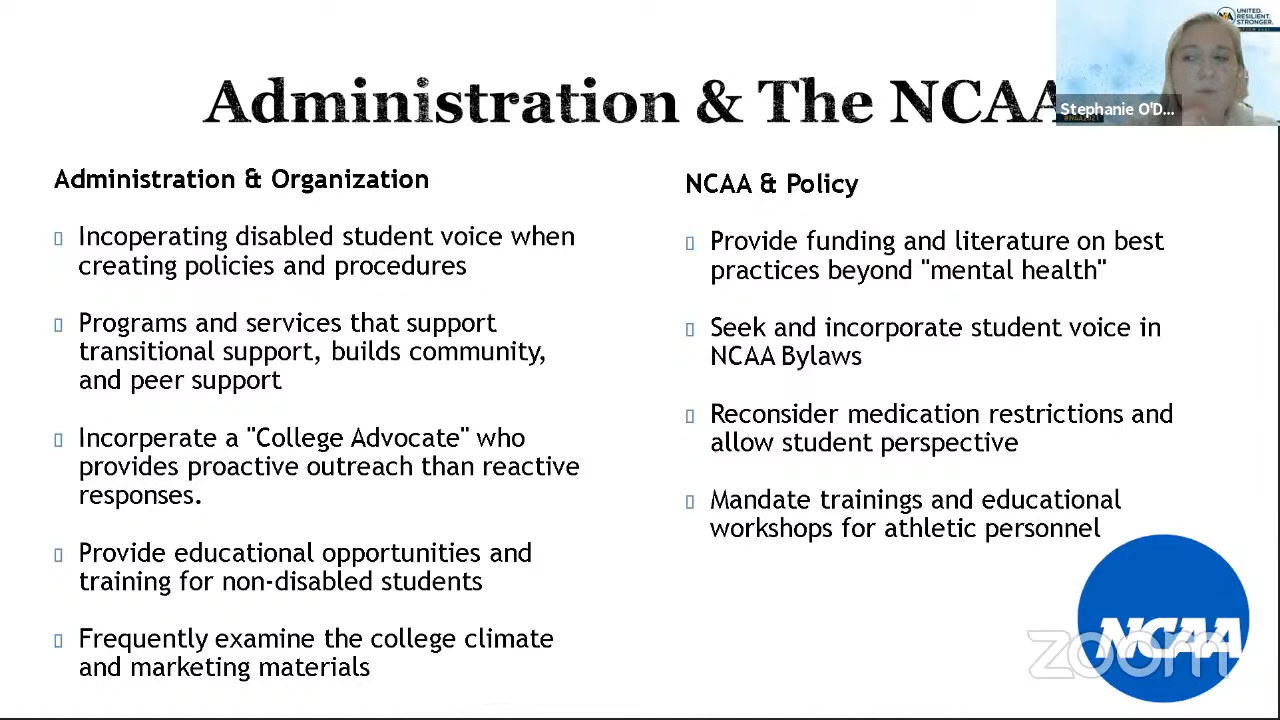 UNITED.
RESILIENT.
STRONGER.
Administration & The NCAA
Stephanie O'D...
#N4A2021
Administration & Organization
Incoperating disabled student voice when
creating policies and procedures
Programs and services that support
transitional support, builds community,
and peer support
Incorperate a "College Advocate" who
provides proactive outreach than reactive
responses.
Provide educational opportunities and
training for non-disabled students
Frequently examine the college climate
and marketing materials
NCAA & Policy
Provide funding and literature on best
practices beyond "mental health"
Seek and incorporate student voice in
NCAA Bylaws
Reconsider medication restrictions and
allow student perspective
Mandate trainings and educational
workshops for athletic personnel
NCAA
zoom